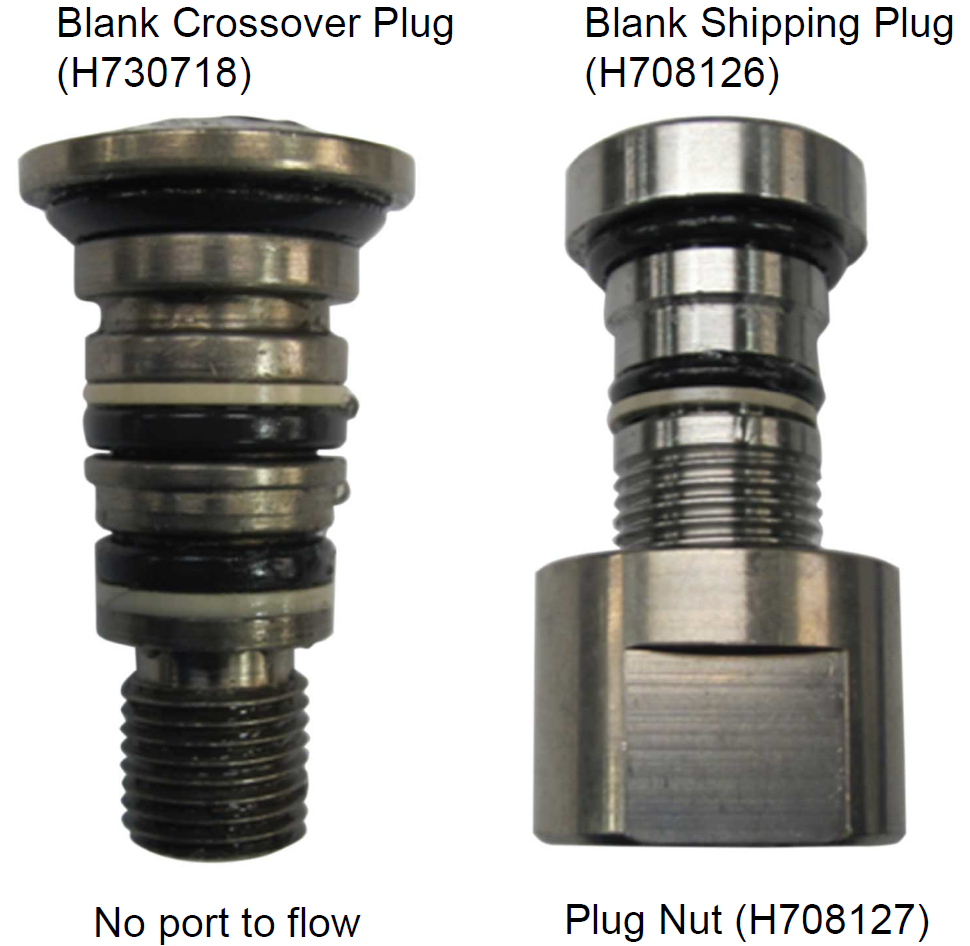 Blank Crossover Plug
(H730718)
Blank Shipping Plug
(H708126)
No port to flow
Plug Nut (H708127)